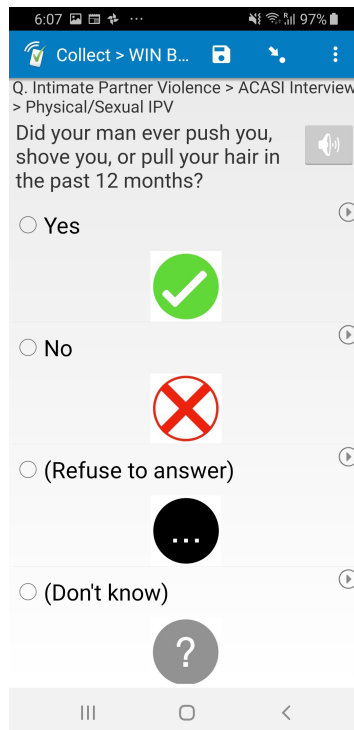 6:07 ... 97%
Collect > WIN B...
Q. Intimate Partner Violence > ACASI Interview
> Physical/Sexual IPV
Did your man ever push you,
shove you, or pull your hair in
the past 12 months?
Yes
No
(Refuse to answer)
...
(Don't know)
?